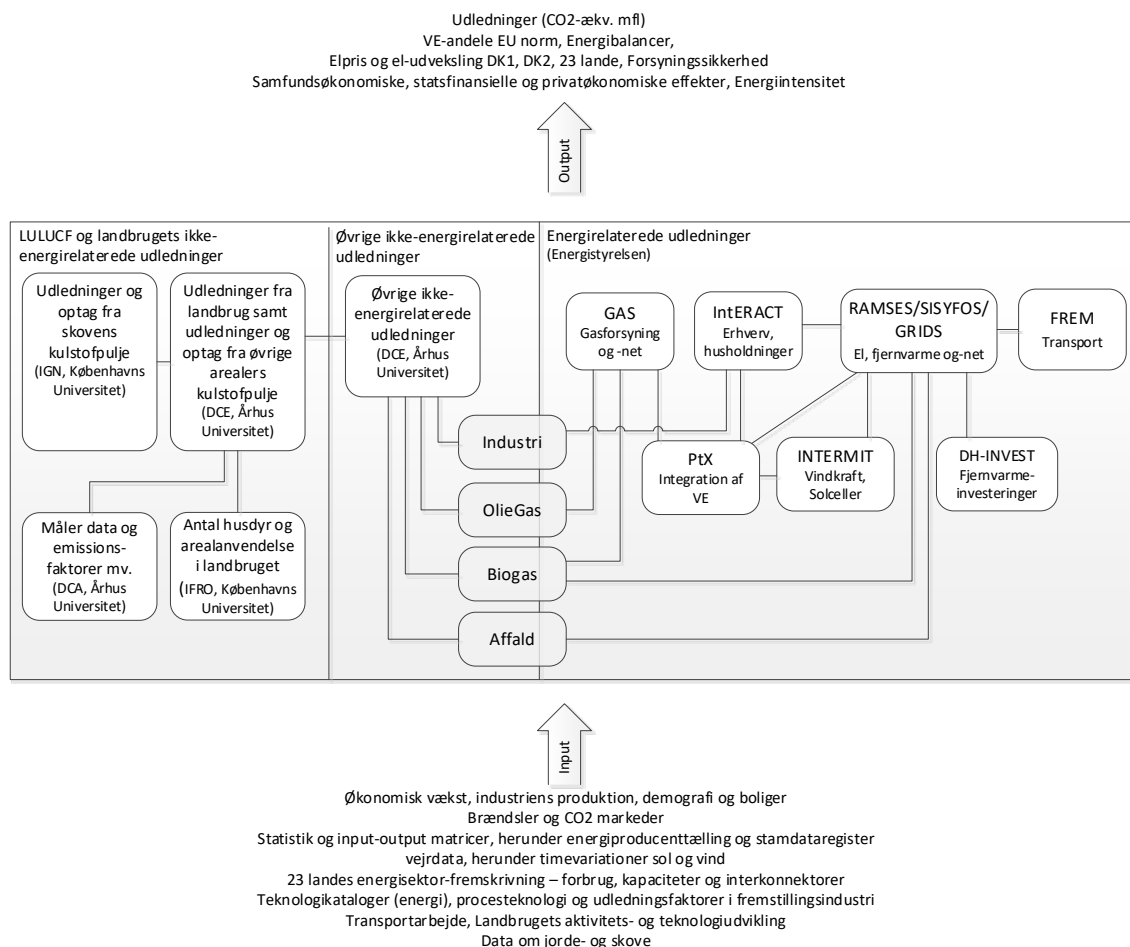 Udledninger (CO2-ækv. mfl)
VE-andele EU norm, Energibalancer,
Elpris og el-udveksling DK1, DK2, 23 lande, Forsyningssikkerhed
Samfundsøkonomiske, statsfinansielle og privatøkonomiske effekter, Energiintensitet
Output
LULUCF og landbrugets ikke-
energirelaterede udledninger
Udledninger og
optag fra
skovens
kulstofpulje
(IGN, Københavns
Universitet)
Udledninger fra
landbrug samt
udledninger og
optag fra øvrige
arealers
kulstofpulje
(DCE, Århus
Universitet)
Måler data og
emissions-
faktorer mv.
(DCA, Århus
Universitet)
Antal husdyr og
arealanvendelse
i landbruget
(IFRO, Københavns
Universitet)
Øvrige ikke-energirelaterede
udledninger
Øvrige ikke-
energirelaterede
udledninger
(DCE, Århus
Universitet)
Industri
OlieGas
Biogas
Affald
Energirelaterede udledninger
(Energistyrelsen)
GAS
Gasforsyning
og -net
IntERACT
Erhverv,
husholdninger
RAMSES/SISYFOS/
GRIDS
El, fjernvarme og-net
FREM
Transport
PtX
Integration af
VE
INTERMIT
Vindkraft,
Solceller
DH-INVEST
Fjernvarme-
investeringer
Input
Økonomisk vækst, industriens produktion, demografi og boliger
Brændsler og CO2 markeder
Statistik og input-output matricer, herunder energiproducenttælling og stamdataregister
vejrdata, herunder timevariationer sol og vind
23 landes energisektor-fremskrivning – forbrug, kapaciteter og interkonnektorer
Teknologikataloger (energi), procesteknologi og udledningsfaktorer i fremstillingsindustri
Transportarbejde, Landbrugets aktivitets- og teknologiudvikling
Data om jorde- og skove